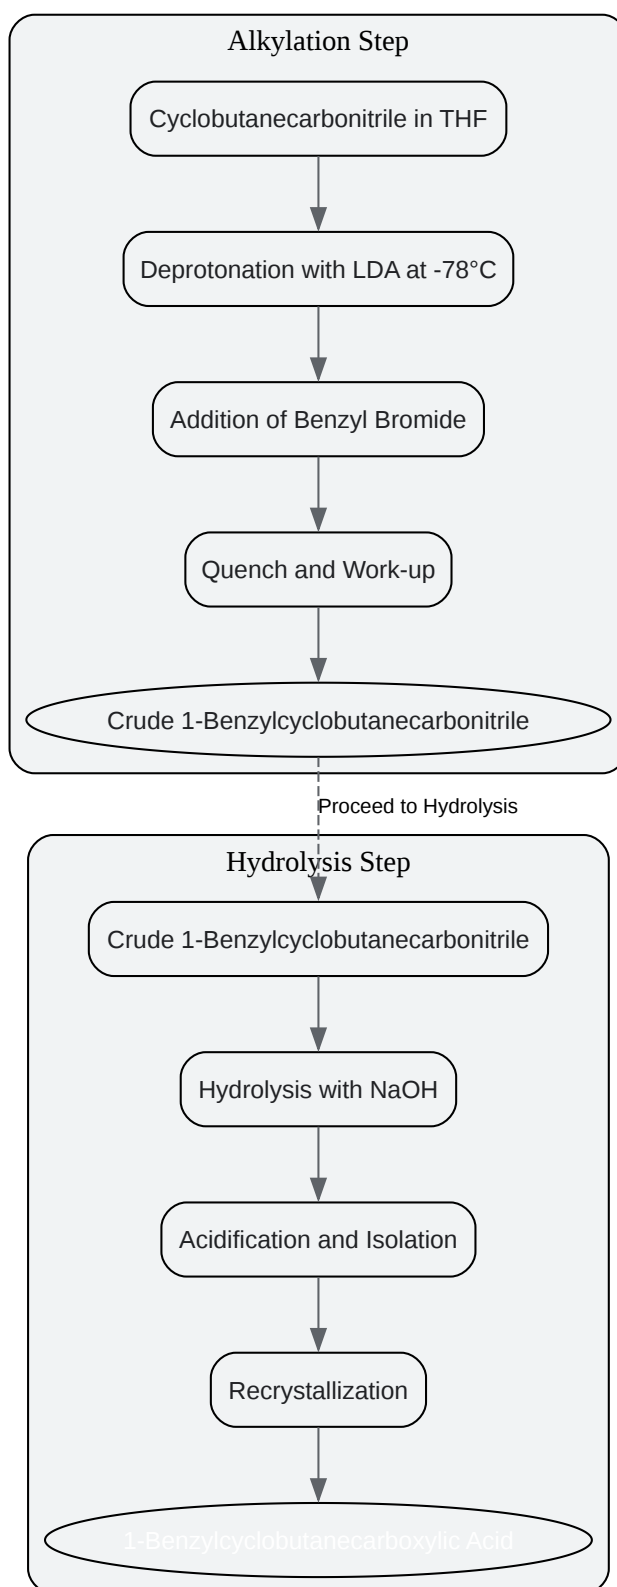 Alkylation Step
Cyclobutanecarbonitrile in THF
Deprotonation with LDA at -78°C
Addition of Benzyl Bromide
Quench and Work-up
Crude 1-Benzylcyclobutanecarbonitrile
Proceed to Hydrolysis
Hydrolysis Step
Crude 1-Benzylcyclobutanecarbonitrile
Hydrolysis with NaOH
Acidification and Isolation
Recrystallization
1-Benzylcyclobutanecarboxylic Acid